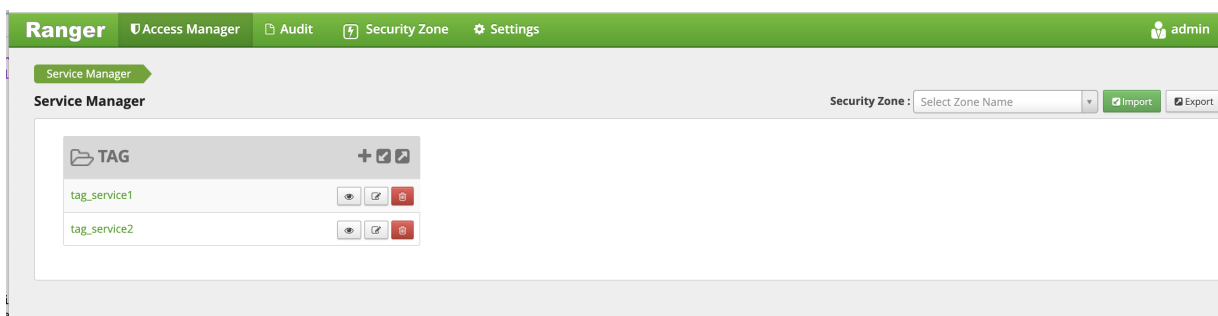 Ranger Access Manager Audit Security Zone Settings admin
Service Manager
Service Manager Security Zone : Select Zone Name Import Export
TAG
tag_service1
tag_service2